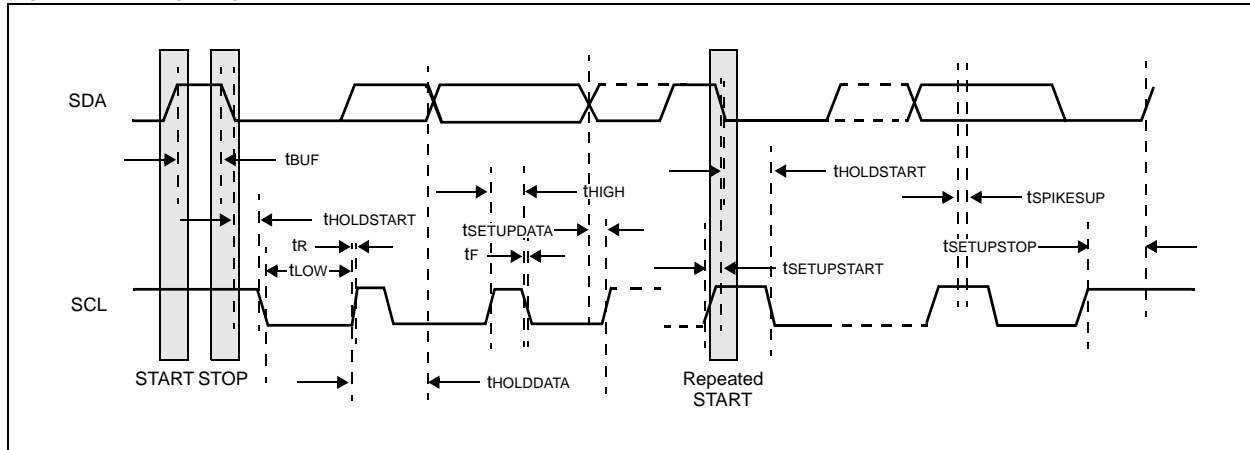 SDA
tBUF
tHOLDSTART
tHIGH
tHOLDSTART
tSPIKESUP
tSETUPDATA
tSETUPSTOP
tR
tF
tLOW
tSETUPSTART
SCL
START STOP
tHOLDDATA
Repeated
START